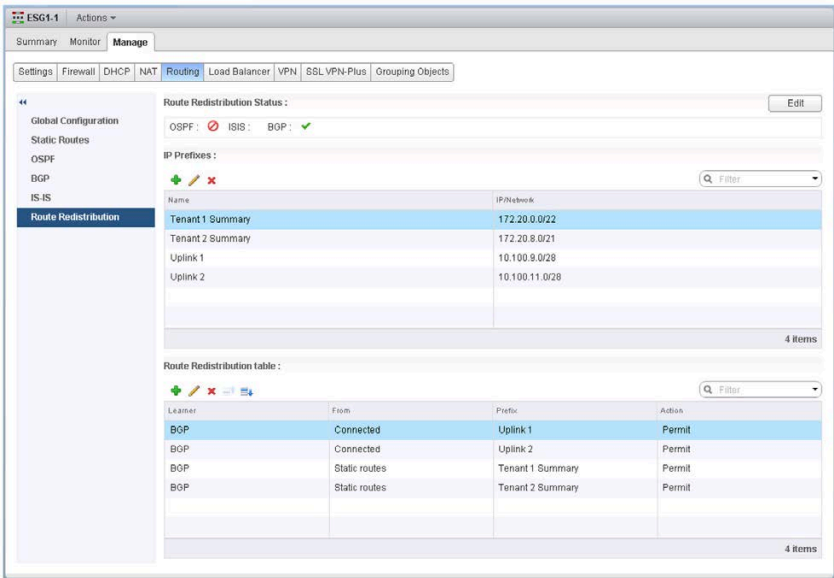 ESG1-1 Actions
Summary Monitor Manage
Settings Firewall DHCP NAT Routing Load Balancer VPN SSL VPN-Plus Grouping Objects
Global Configuration
Static Routes
OSPF
BGP
IS-IS
Route Redistribution
Route Redistribution Status :
Edit
OSPF : ISIS : BGP :
IP Prefixes :
Filter
Name IP/Network
Tenant 1 Summary 172.20.0.0/22
Tenant 2 Summary 172.20.8.0/21
Uplink 1 10.100.9.0/28
Uplink 2 10.100.11.0/28
4 items
Route Redistribution table :
Filter
Learner From Prefix Action
BGP Connected Uplink 1 Permit
BGP Connected Uplink 2 Permit
BGP Static routes Tenant 1 Summary Permit
BGP Static routes Tenant 2 Summary Permit
4 items